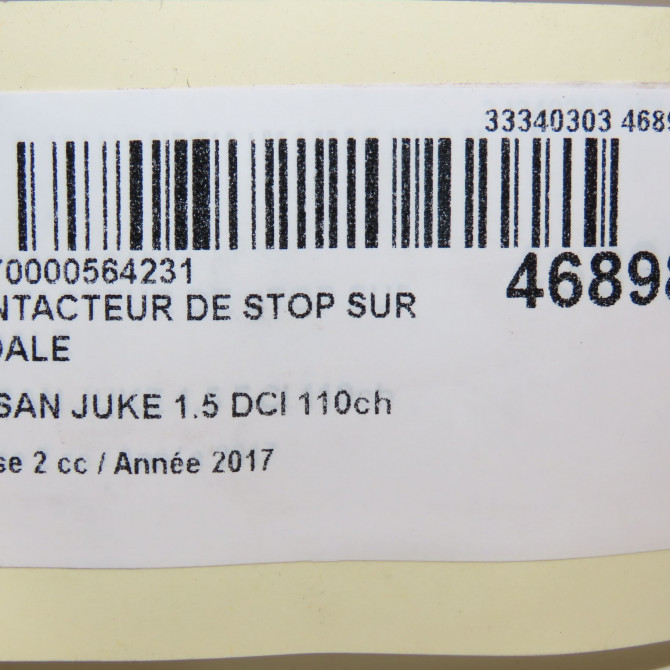 33340303 4689
70000564231
46898
NTACTEUR DE STOP SUR
DALE
SAN JUKE 1.5 DCI 110ch
se 2 cc / Année 2017